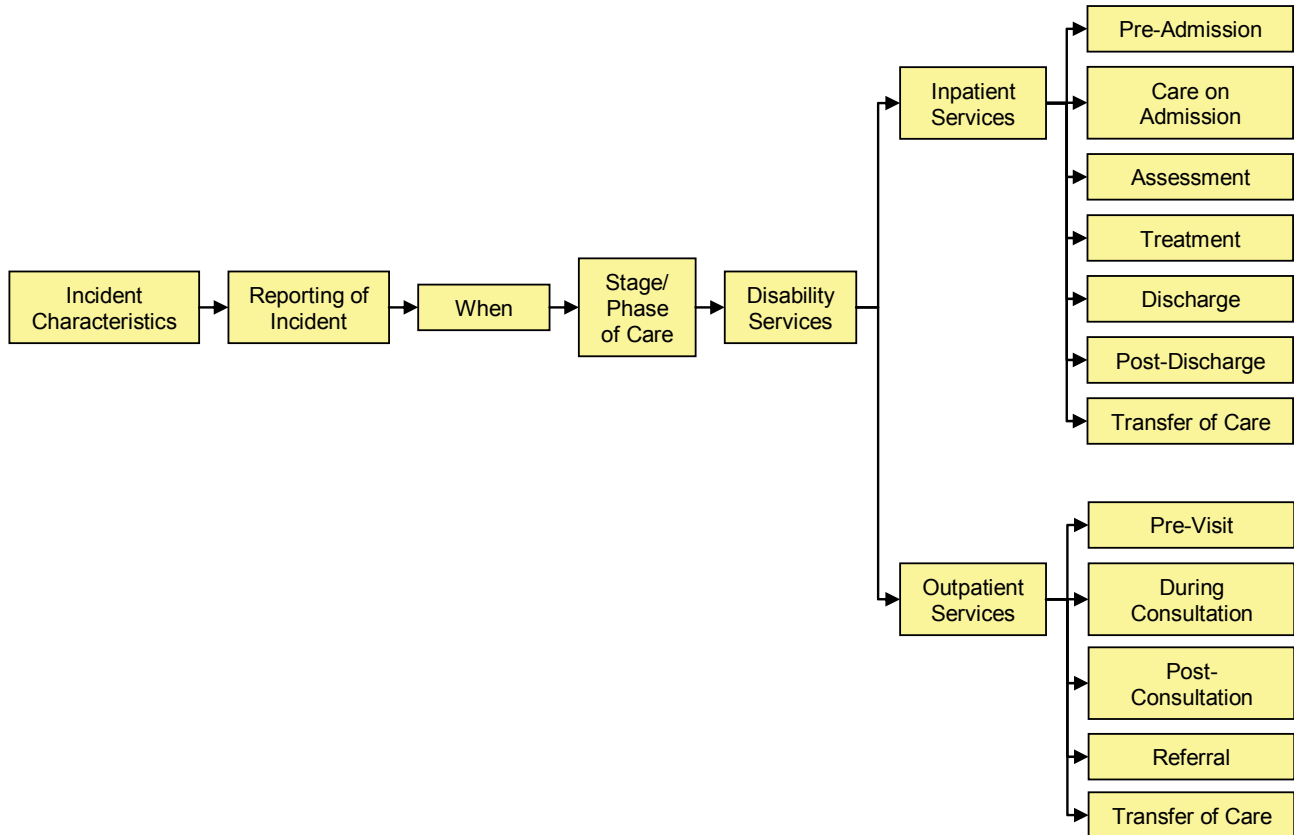 Incident
Characteristics
Reporting of
Incident
When
Stage/
Phase
of Care
Disability
Services
Inpatient
Services
Pre-Admission
Care on
Admission
Assessment
Treatment
Discharge
Post-Discharge
Transfer of Care
Outpatient
Services
Pre-Visit
During
Consultation
Post-
Consultation
Referral
Transfer of Care